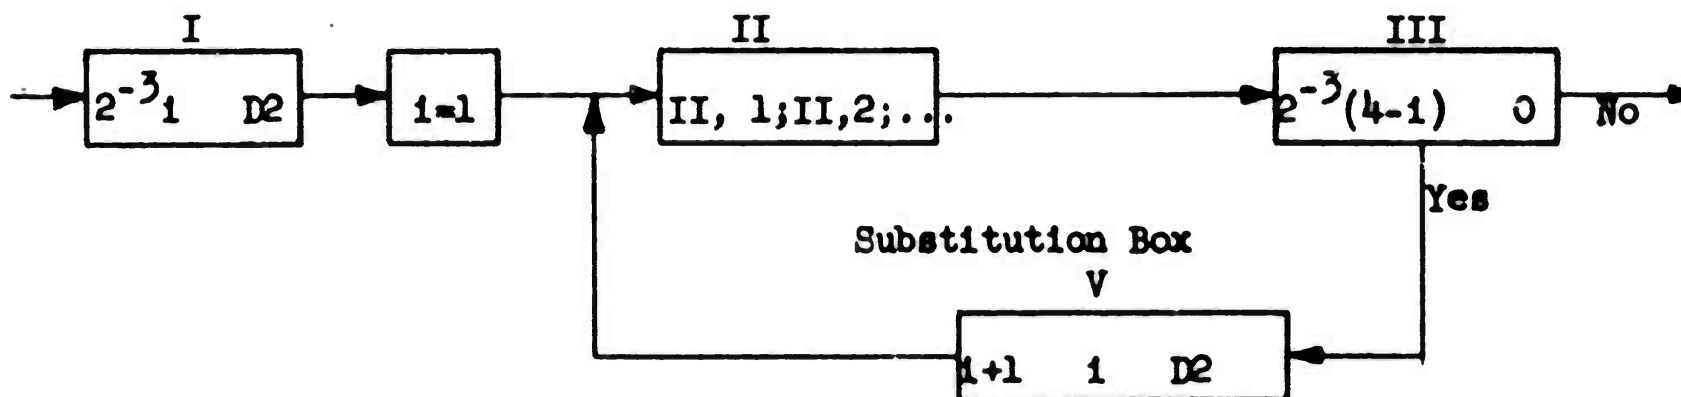 I II III
2⁻³i D2 i=1 II, 1;II,2;... 2⁻³(4-i) 0 No
Yes
Substitution Box
V
i+1 i D2